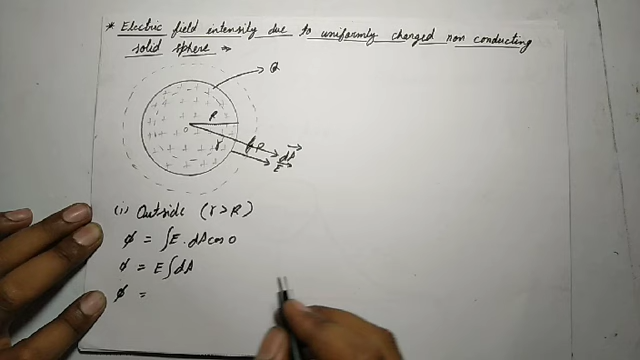 * Electric field intensity due to uniformly charged non conducting
solid sphere ⇒
Q
R
O
r
P
dA
E
(i) Outside (r > R)
ϕ = ∫E . dA cos 0
ϕ = E ∫dA
ϕ =